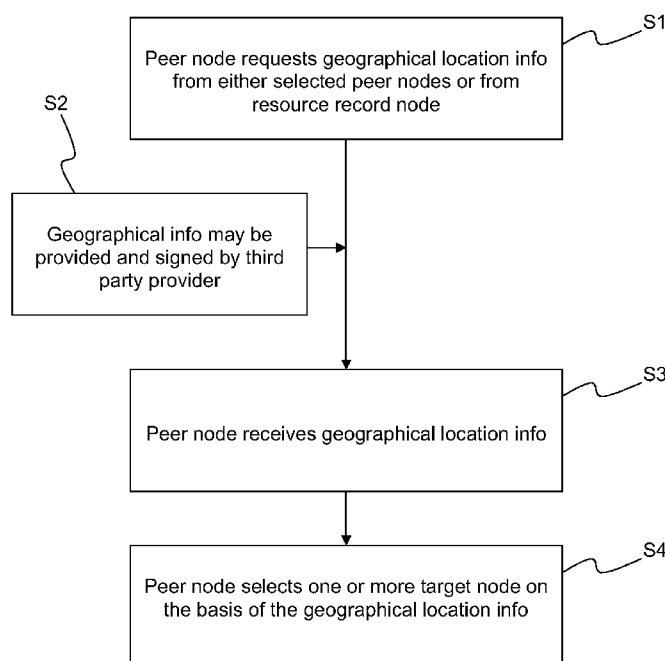 S1
Peer node requests geographical location info
from either selected peer nodes or from
resource record node
S2
Geographical info may be
provided and signed by third
party provider
S3
Peer node receives geographical location info
S4
Peer node selects one or more target node on
the basis of the geographical location info